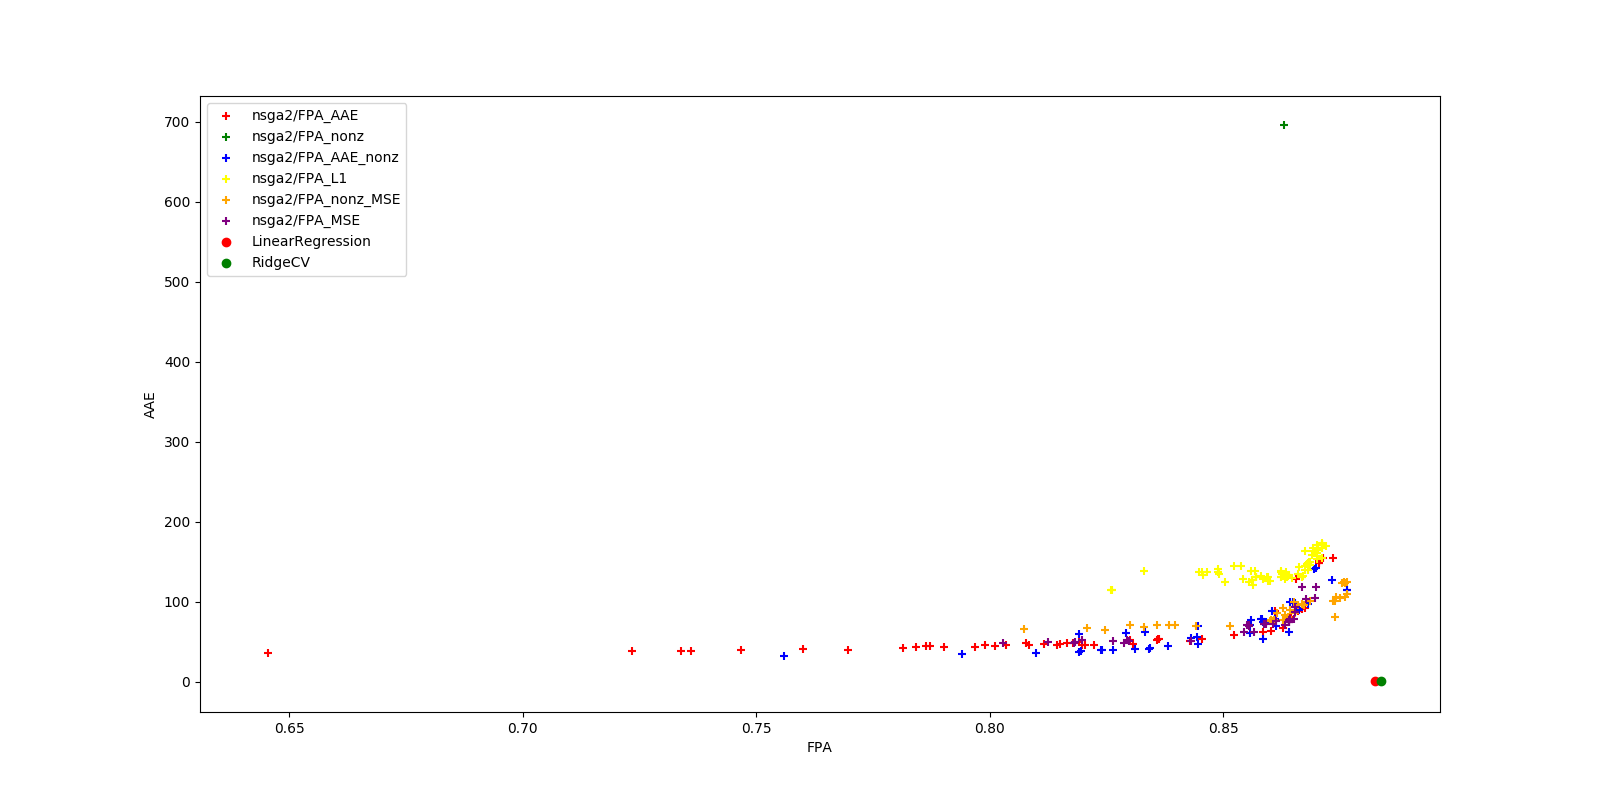 700
600
500
400
300
200
100
0
AAE
nsga2/FPA_AAE
nsga2/FPA_nonz
nsga2/FPA_AAE_nonz
nsga2/FPA_L1
nsga2/FPA_nonz_MSE
nsga2/FPA_MSE
LinearRegression
RidgeCV
0.65 0.70 0.75 0.80 0.85
FPA